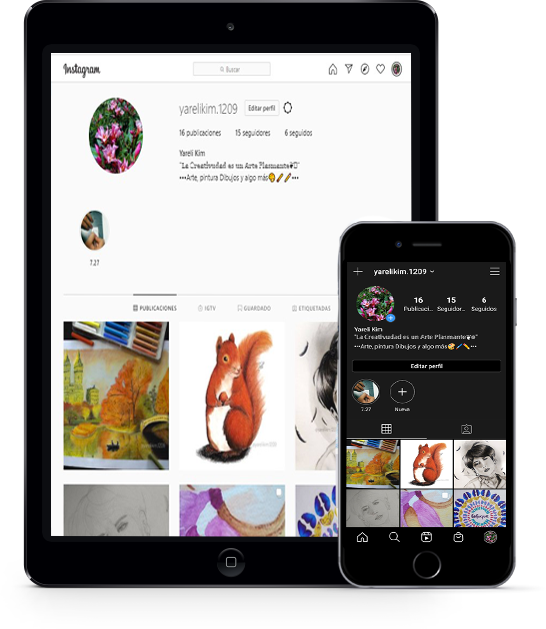 Instagram
Buscar
yarelikim.1209 Editar perfil
16 publicaciones 15 seguidores 6 seguidos
Yareli Kim
"La Creatividad es un Arte Plasmante
•••Arte, pintura Dibujos y algo más🎨🖌✏•••
7.27
PUBLICACIONES IGTV GUARDADO ETIQUETADAS
yarelikim.1209
16 15 6
Publicaci... Seguidor... Seguidos
Yareli Kim
"La Creatividad es un Arte Plasmante
•••Arte, pintura Dibujos y algo más🎨🖌✏•••
Editar perfil
7.27 Nueva